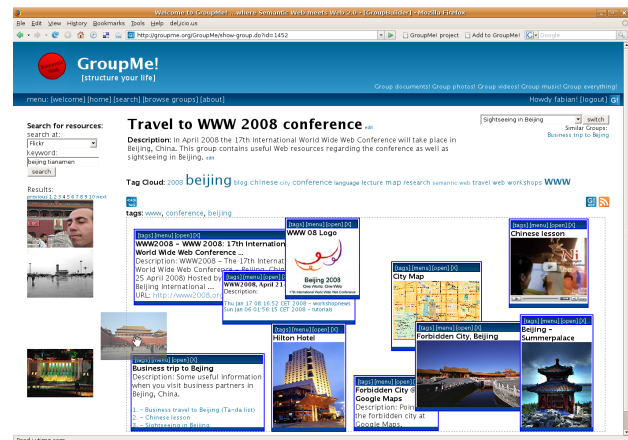 Welcome to GroupMe! ...where Semantic Web meets Web 2.0 - [GroupBuilder] - Mozilla Firefox
File Edit View History Bookmarks Tools Help del.icio.us
http://groupme.org/GroupMe/show-group.do?id=1452
GroupMe! project
Add to GroupMe!
Google
GroupMe!
[structure your life]
Group documents! Group photos! Group videos! Group music! Group everything!
menu: [welcome] [home] [search] [browse groups] [about]
Howdy fabian! [logout]
Search for resources:
search at:
Flickr
keyword:
beijing tiananmen
search
Results:
previous 1 2 3 4 5 6 7 8 9 10 next
Travel to WWW 2008 conference edit
Description: In April 2008 the 17th International World Wide Web Conference will take place in
Beijing, China. This group contains useful Web resources regarding the conference as well as
sightseeing in Beijing. edit
Sightseeing in Beijing
switch
Similar Groups:
Business trip to Bejing
Tag Cloud: 2008 beijing blog chinese city conference language lecture map research semantic web travel web workshops www
tags: www, conference, beijing
[tags] [menu] [open] [X]
WWW2008 - WWW 2008: 17th Internation
World Wide Web Conference ...
Description: WWW2008 - The 17th Internat
World Wide Web Conference - Beijing, Chin
25 April 2008) Hosted by
Beijing International ...
URL: http://www2008.org
[tags] [menu] [open] [X]
WWW2008, April 21-
Description:
Thu Jan 17 08:16:52 CET 2008 - workshopnews
Sun Jan 06 01:56:15 CET 2008 - tutorials
[tags] [menu] [open] [X]
WWW 08 Logo
Beijing 2008
One World, One Web
[tags] [menu] [open] [X]
City Map
[tags] [menu] [open] [X]
Chinese lesson
Ni
[tags] [menu] [open] [X]
Business trip to Beijing
Description: Some useful information
when you visit business partners in
Beijing, China.
1. - Business travel to Beijing (Ta-da list)
2. - Chinese lesson
3. - Sightseeing in Beijing
[tags] [menu] [open] [X]
Hilton Hotel
[tags] [menu] [open]
Forbidden City @
Google Maps
Description: Poin
the forbidden city at
Google Maps.
[tags] [menu] [open] [X]
Forbidden City, Beijing
[tags] [menu] [open] [X]
Beijing -
Summerpalace